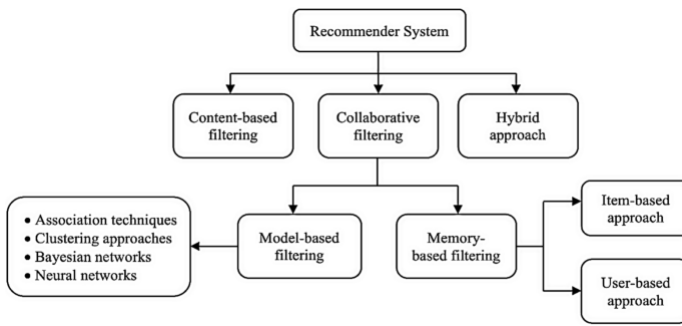 Recommender System
Content-based
filtering
Collaborative
filtering
Hybrid
approach
• Association techniques
• Clustering approaches
• Bayesian networks
• Neural networks
Model-based
filtering
Memory-
based filtering
Item-based
approach
User-based
approach